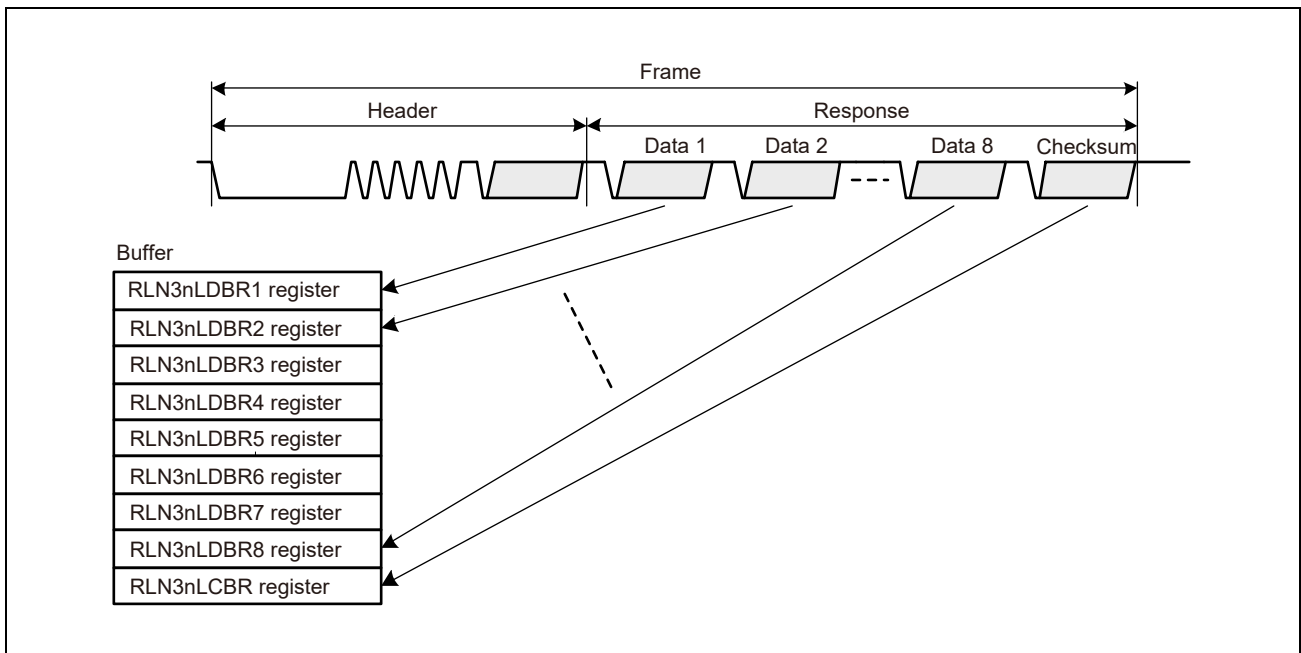 Frame
Header Response
Data 1 Data 2 Data 8 Checksum
Buffer
RLN3nLDBR1 register
RLN3nLDBR2 register
RLN3nLDBR3 register
RLN3nLDBR4 register
RLN3nLDBR5 register
RLN3nLDBR6 register
RLN3nLDBR7 register
RLN3nLDBR8 register
RLN3nLCBR register